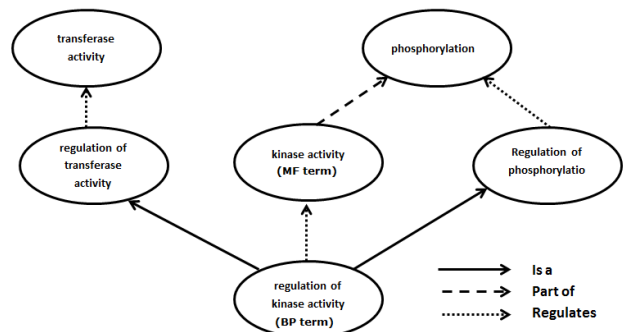 transferase
activity
phosphorylation
regulation of
transferase
activity
kinase activity
(MF term)
Regulation of
phosphorylatio
regulation of
kinase activity
(BP term)
Is a
Part of
Regulates